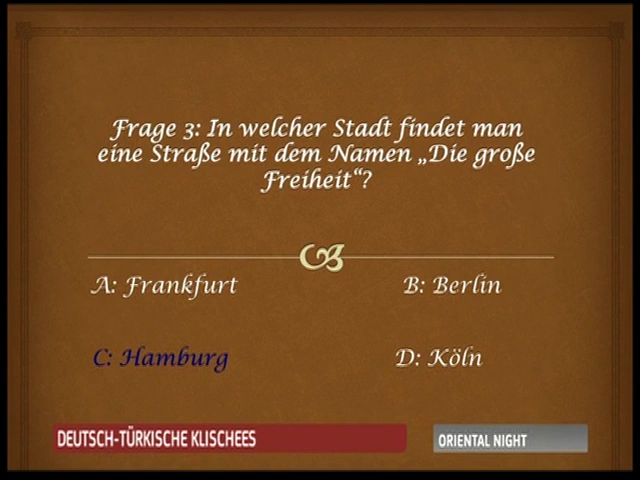 Frage 3: In welcher Stadt findet man
eine Straße mit dem Namen „Die große
Freiheit“?
A: Frankfurt
B: Berlin
C: Hamburg
D: Köln
DEUTSCH-TÜRKISCHE KLISCHEES
ORIENTAL NIGHT